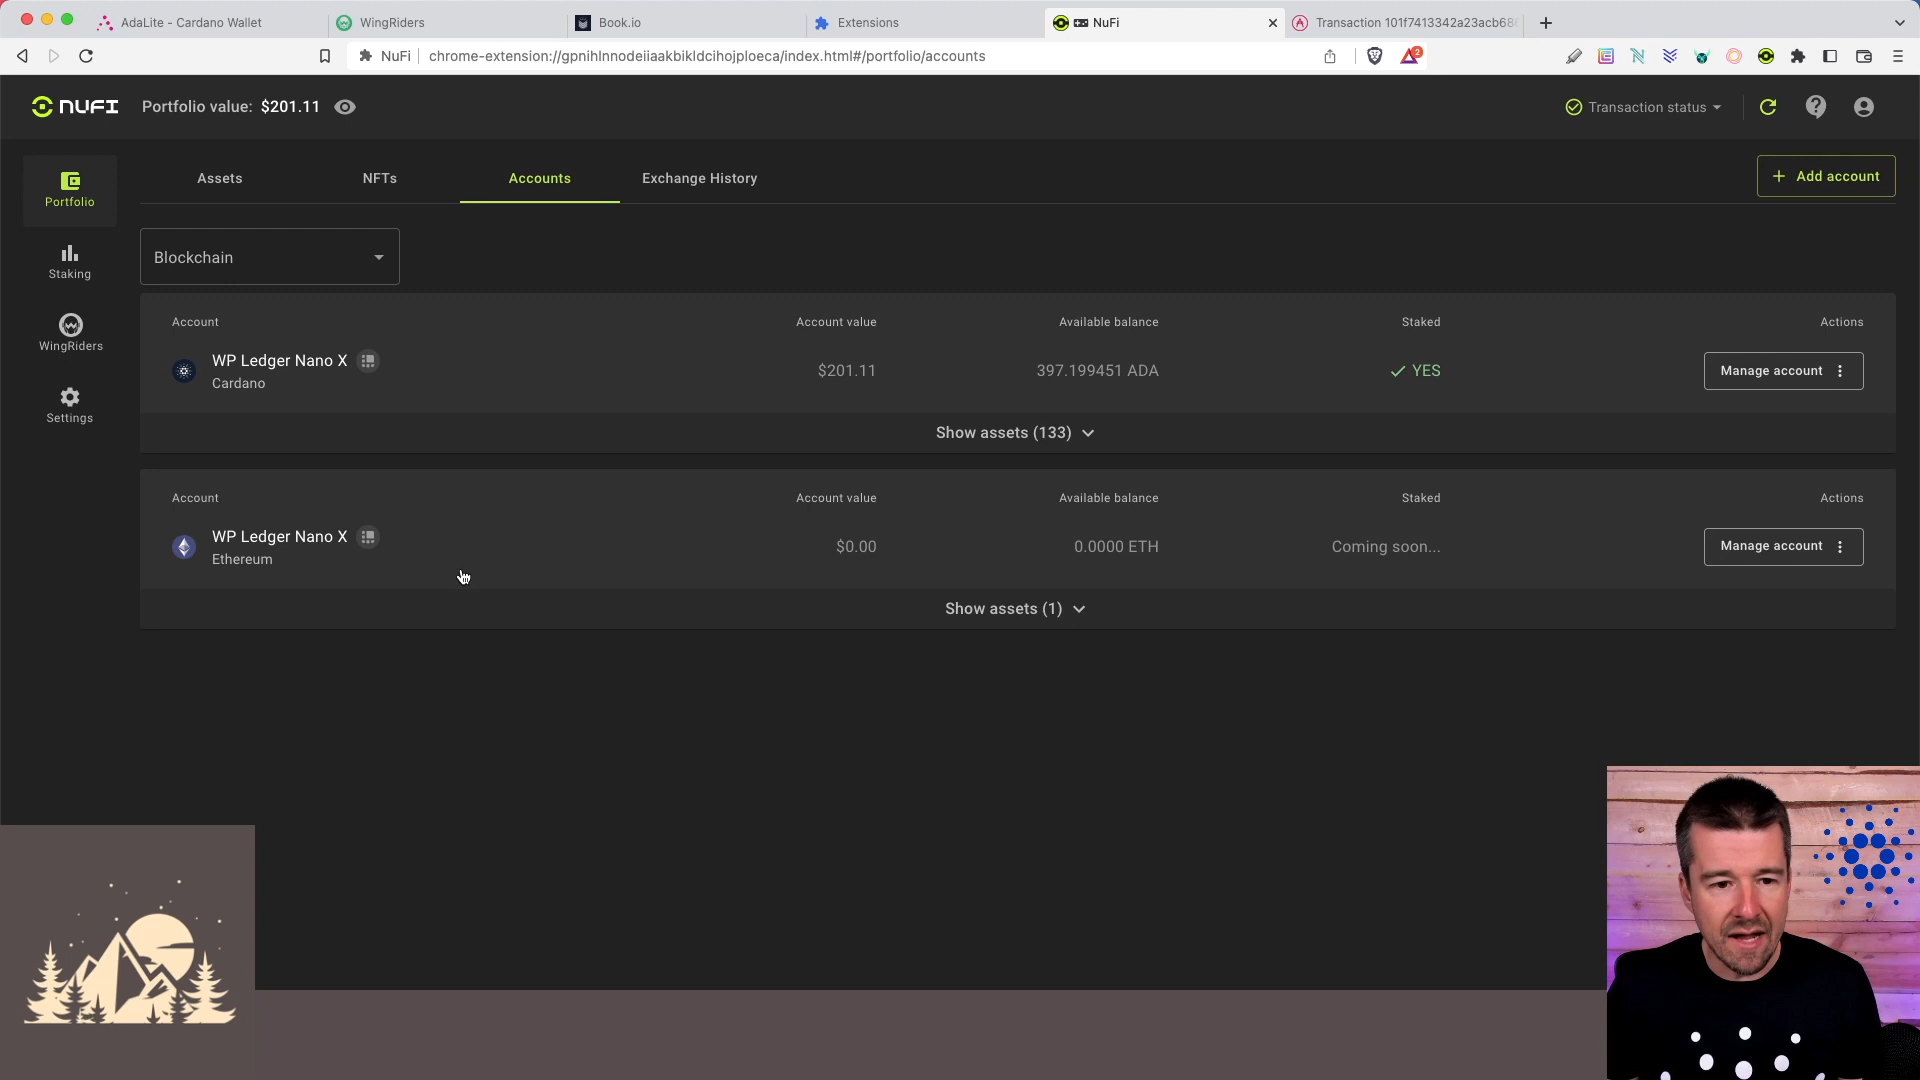 AdaLite - Cardano Wallet
WingRiders
Book.io
Extensions
NuFi
Transaction 101f7413342a23acb68
NuFi
chrome-extension://gpnihlnnodeiiaakbikldcihojploeca/index.html#/portfolio/accounts
2
NUFI
Portfolio value: $201.11
Transaction status
Portfolio
Assets
NFTs
Accounts
Exchange History
+ Add account
Staking
WingRiders
Settings
Blockchain
Account
Account value
Available balance
Staked
Actions
WP Ledger Nano X
Cardano
$201.11
397.199451 ADA
YES
Manage account
Show assets (133)
Account
Account value
Available balance
Staked
Actions
WP Ledger Nano X
Ethereum
$0.00
0.0000 ETH
Coming soon...
Manage account
Show assets (1)